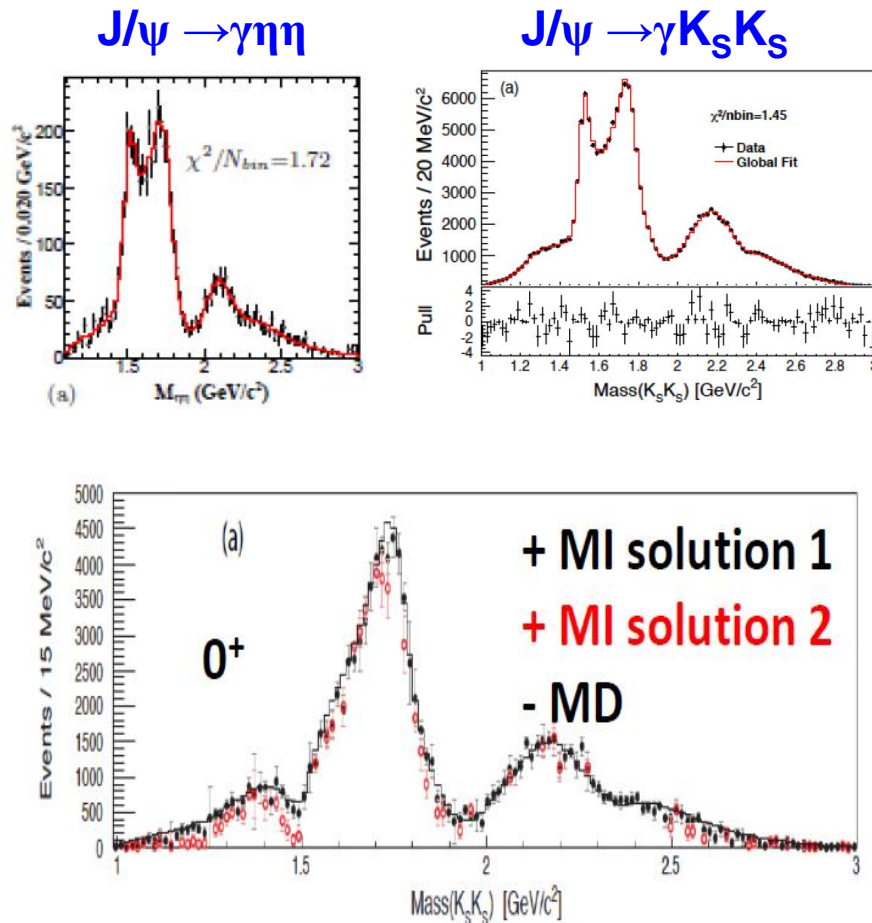 J/ψ →γηη
J/ψ →γK_SK_S
Events / 0.020 GeV/c²
200
150
100
50
0
χ²/N_bin=1.72
1.5
2
2.5
3
(a)
M_ηη (GeV/c²)
Events / 20 MeV/c²
6000
5000
4000
3000
2000
1000
(a)
χ²/nbin=1.45
Data
Global Fit
Pull
4
2
0
-2
-4
1
1.2
1.4
1.6
1.8
2
2.2
2.4
2.6
2.8
3
Mass(K_SK_S) [GeV/c²]
Events / 15 MeV/c²
5000
4500
4000
3500
3000
2500
2000
1500
1000
500
0
(a)
0⁺
+ MI solution 1
+ MI solution 2
- MD
1
1.5
2
2.5
3
Mass(K_SK_S) [GeV/c²]